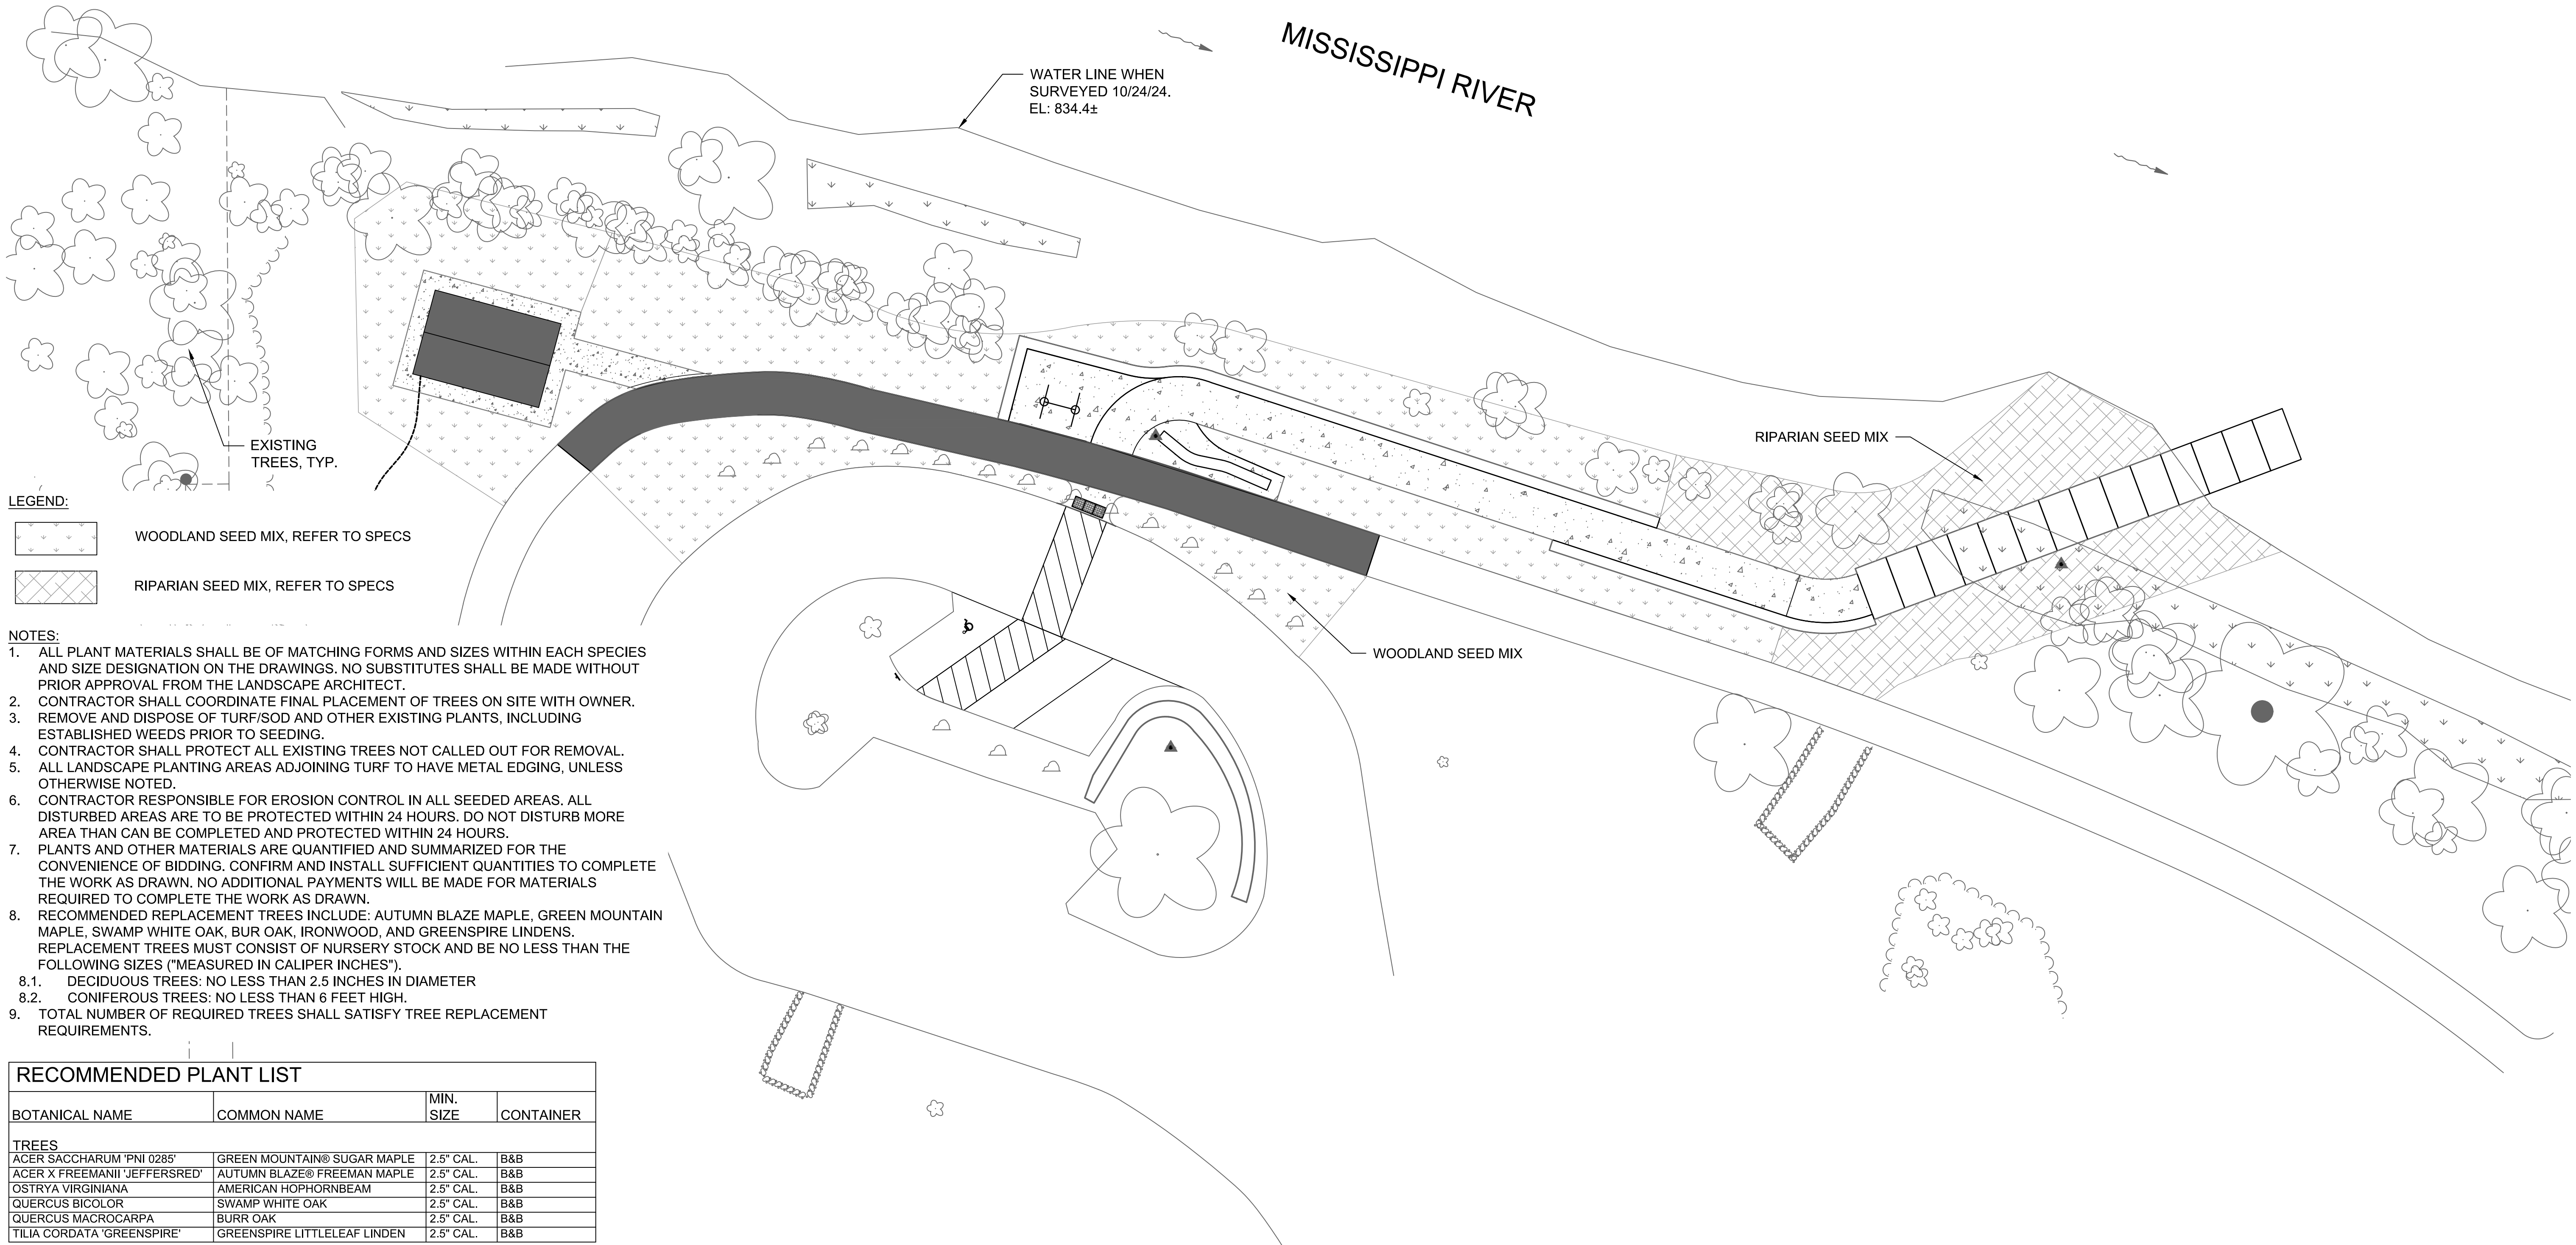 MISSISSIPPI RIVER
WATER LINE WHEN
SURVEYED 10/24/24.
EL: 834.4±
RIPARIAN SEED MIX
EXISTING
TREES, TYP.
WOODLAND SEED MIX
LEGEND:
WOODLAND SEED MIX, REFER TO SPECS
RIPARIAN SEED MIX, REFER TO SPECS
NOTES:
1. ALL PLANT MATERIALS SHALL BE OF MATCHING FORMS AND SIZES WITHIN EACH SPECIES
AND SIZE DESIGNATION ON THE DRAWINGS. NO SUBSTITUTES SHALL BE MADE WITHOUT
PRIOR APPROVAL FROM THE LANDSCAPE ARCHITECT.
2. CONTRACTOR SHALL COORDINATE FINAL PLACEMENT OF TREES ON SITE WITH OWNER.
3. REMOVE AND DISPOSE OF TURF/SOD AND OTHER EXISTING PLANTS, INCLUDING
ESTABLISHED WEEDS PRIOR TO SEEDING.
4. CONTRACTOR SHALL PROTECT ALL EXISTING TREES NOT CALLED OUT FOR REMOVAL.
5. ALL LANDSCAPE PLANTING AREAS ADJOINING TURF TO HAVE METAL EDGING, UNLESS
OTHERWISE NOTED.
6. CONTRACTOR RESPONSIBLE FOR EROSION CONTROL IN ALL SEEDED AREAS. ALL
DISTURBED AREAS ARE TO BE PROTECTED WITHIN 24 HOURS. DO NOT DISTURB MORE
AREA THAN CAN BE COMPLETED AND PROTECTED WITHIN 24 HOURS.
7. PLANTS AND OTHER MATERIALS ARE QUANTIFIED AND SUMMARIZED FOR THE
CONVENIENCE OF BIDDING. CONFIRM AND INSTALL SUFFICIENT QUANTITIES TO COMPLETE
THE WORK AS DRAWN. NO ADDITIONAL PAYMENTS WILL BE MADE FOR MATERIALS
REQUIRED TO COMPLETE THE WORK AS DRAWN.
8. RECOMMENDED REPLACEMENT TREES INCLUDE: AUTUMN BLAZE MAPLE, GREEN MOUNTAIN
MAPLE, SWAMP WHITE OAK, BUR OAK, IRONWOOD, AND GREENSPIRE LINDENS.
REPLACEMENT TREES MUST CONSIST OF NURSERY STOCK AND BE NO LESS THAN THE
FOLLOWING SIZES ("MEASURED IN CALIPER INCHES").
8.1. DECIDUOUS TREES: NO LESS THAN 2.5 INCHES IN DIAMETER
8.2. CONIFEROUS TREES: NO LESS THAN 6 FEET HIGH.
9. TOTAL NUMBER OF REQUIRED TREES SHALL SATISFY TREE REPLACEMENT
REQUIREMENTS.
RECOMMENDED PLANT LIST
BOTANICAL NAME COMMON NAME MIN. SIZE CONTAINER
TREES
ACER SACCHARUM 'PNI 0285' GREEN MOUNTAIN® SUGAR MAPLE 2.5" CAL. B&B
ACER X FREEMANII 'JEFFERSRED' AUTUMN BLAZE® FREEMAN MAPLE 2.5" CAL. B&B
OSTRYA VIRGINIANA AMERICAN HOPHORNBEAM 2.5" CAL. B&B
QUERCUS BICOLOR SWAMP WHITE OAK 2.5" CAL. B&B
QUERCUS MACROCARPA BURR OAK 2.5" CAL. B&B
TILIA CORDATA 'GREENSPIRE' GREENSPIRE LITTLELEAF LINDEN 2.5" CAL. B&B